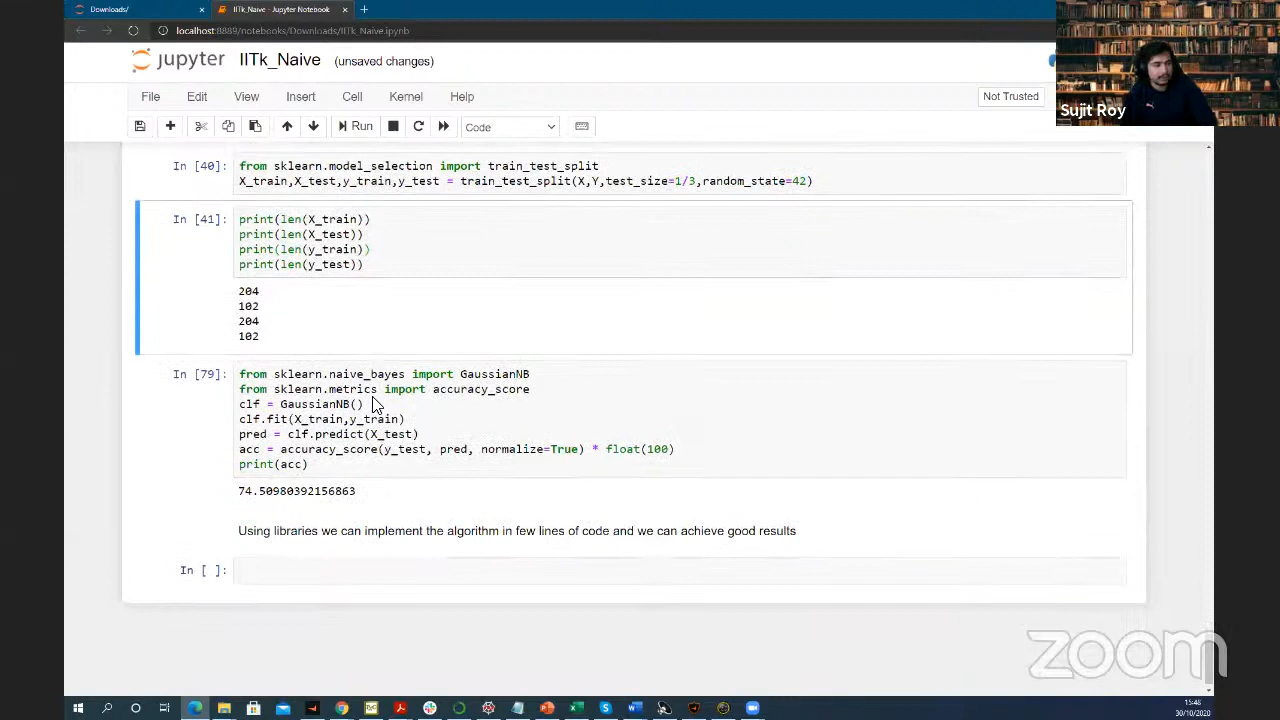 Downloads/
IITk_Naive - Jupyter Notebook
localhost:8889/notebooks/Downloads/IITk_Naive.ipynb
jupyter IITk_Naive (unsaved changes)
Sujit Roy
File Edit View Insert Cell Kernel Help
Not Trusted
Run Code
In [40]: from sklearn.model_selection import train_test_split
X_train,X_test,y_train,y_test = train_test_split(X,Y,test_size=1/3,random_state=42)
In [41]: print(len(X_train))
print(len(X_test))
print(len(y_train))
print(len(y_test))
204
102
204
102
In [79]: from sklearn.naive_bayes import GaussianNB
from sklearn.metrics import accuracy_score
clf = GaussianNB()
clf.fit(X_train,y_train)
pred = clf.predict(X_test)
acc = accuracy_score(y_test, pred, normalize=True) * float(100)
print(acc)
74.50980392156863
Using libraries we can implement the algorithm in few lines of code and we can achieve good results
In [ ]:
zoom
15:48
30/10/2020